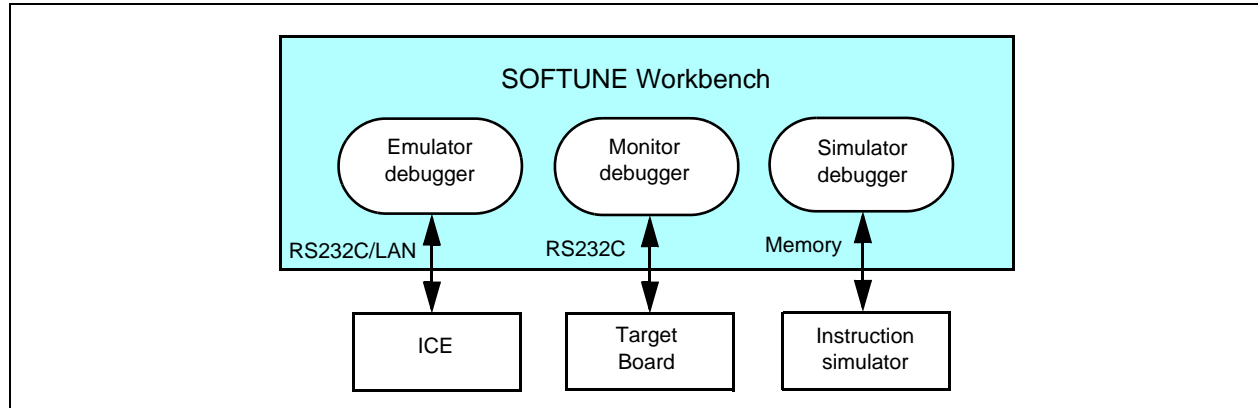 SOFTUNE Workbench
Emulator
debugger
Monitor
debugger
Simulator
debugger
RS232C/LAN
RS232C
Memory
ICE
Target
Board
Instruction
simulator